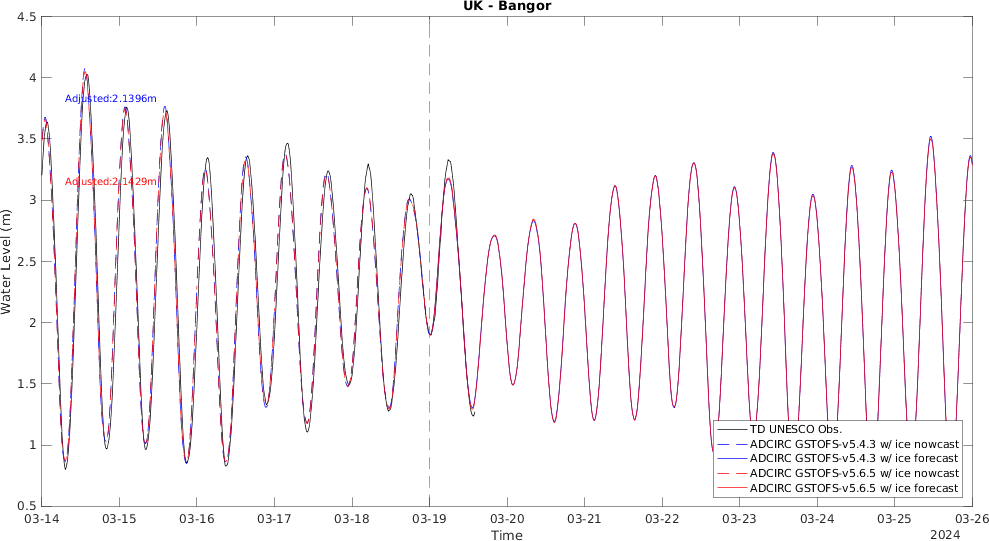 UK - Bangor
4.5
4
3.5
3
2.5
2
1.5
1
0.5
Water Level (m)
Adjusted:2.1396m
Adjusted:2.1429m
TD UNESCO Obs.
ADCIRC GSTOFS-v5.4.3 w/ ice nowcast
ADCIRC GSTOFS-v5.4.3 w/ ice forecast
ADCIRC GSTOFS-v5.6.5 w/ ice nowcast
ADCIRC GSTOFS-v5.6.5 w/ ice forecast
03-14 03-15 03-16 03-17 03-18 03-19 03-20 03-21 03-22 03-23 03-24 03-25 03-26
Time
2024